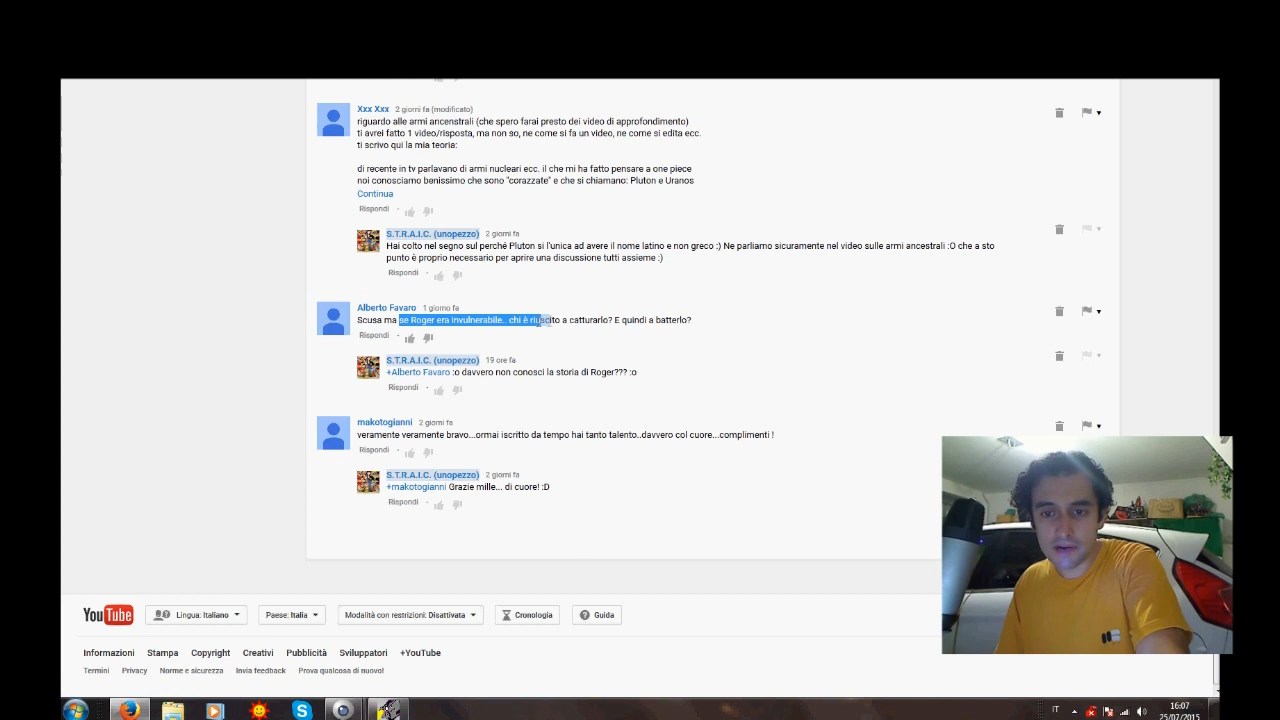 Xxx Xxx 2 giorni fa (modificato)
riguardo alle armi ancenstrali (che spero farai presto dei video di approfondimento)
ti avrei fatto 1 video/risposta, ma non so, ne come si fa un video, ne come si edita ecc.
ti scrivo qui la mia teoria:
di recente in tv parlavano di armi nucleari ecc. il che mi ha fatto pensare a one piece
noi conosciamo benissimo che sono "corazzate" e che si chiamano: Pluton e Uranos
Continua
Rispondi ·
S.T.R.A.I.C. (unopezzo) 2 giorni fa
Hai colto nel segno sul perché Pluton si l'unica ad avere il nome latino e non greco :) Ne parliamo sicuramente nel video sulle armi ancestrali :O che a sto
punto è proprio necessario per aprire una discussione tutti assieme :)
Rispondi ·
Alberto Favaro 1 giorno fa
Scusa ma se Roger era invulnerabile.. chi è riuscito a catturarlo? E quindi a batterlo?
Rispondi ·
S.T.R.A.I.C. (unopezzo) 19 ore fa
+Alberto Favaro :o davvero non conosci la storia di Roger??? :o
Rispondi ·
makotogianni 2 giorni fa
veramente veramente bravo...ormai iscritto da tempo hai tanto talento..davvero col cuore...complimenti !
Rispondi ·
S.T.R.A.I.C. (unopezzo) 2 giorni fa
+makotogianni Grazie mille... di cuore! :D
Rispondi ·
YouTube Lingua: Italiano Paese: Italia Modalità con restrizioni: Disattivata Cronologia Guida
Informazioni Stampa Copyright Creativi Pubblicità Sviluppatori +YouTube
Termini Privacy Norme e sicurezza Invia feedback Prova qualcosa di nuovo!
IT 16:07
25/07/2015